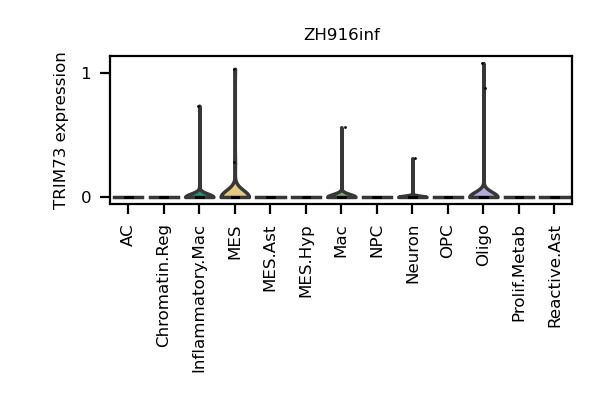 ZH916inf
TRIM73 expression
1
0
AC
Chromatin.Reg
Inflammatory.Mac
MES
MES.Ast
MES.Hyp
Mac
NPC
Neuron
OPC
Oligo
Prolif.Metab
Reactive.Ast